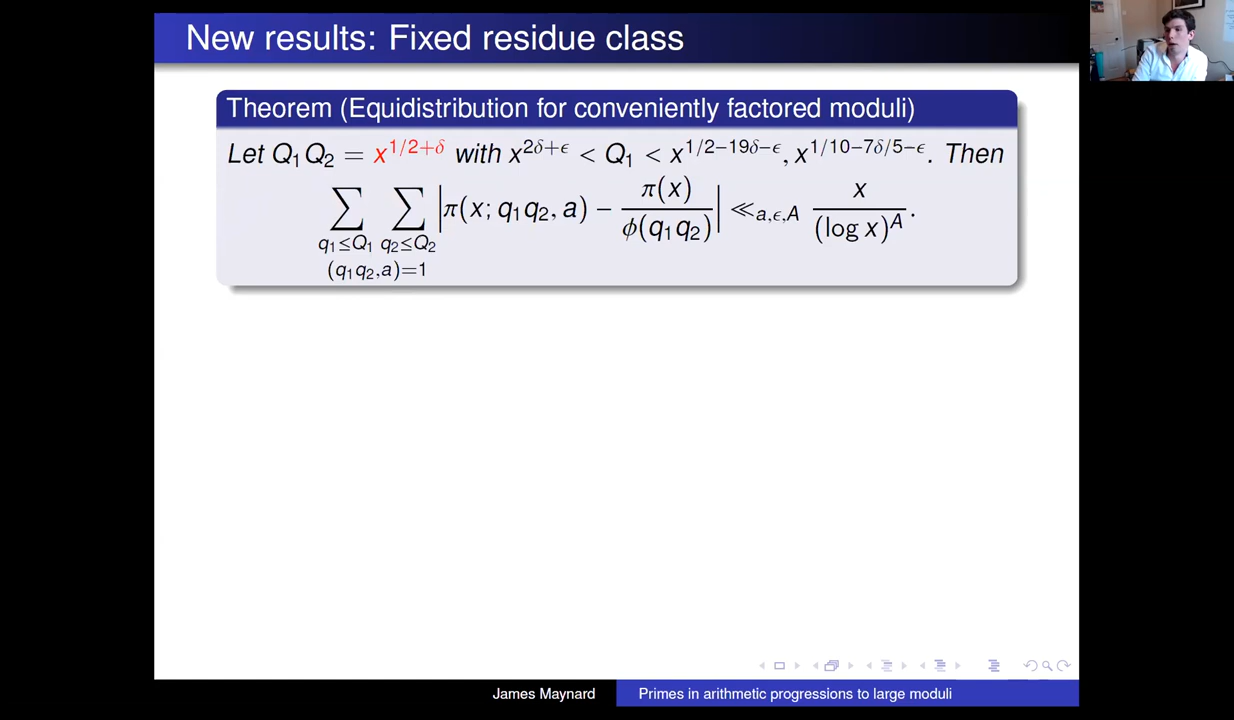 New results: Fixed residue class
Theorem (Equidistribution for conveniently factored moduli)
Let Q₁Q₂ = x^{1/2+δ} with x^{2δ+ϵ} < Q₁ < x^{1/2−19δ−ϵ}, x^{1/10−7δ/5−ϵ}. Then
∑_{q₁≤Q₁} ∑_{q₂≤Q₂, (q₁q₂,a)=1} |π(x; q₁q₂, a) − π(x)/ϕ(q₁q₂)| ≪_{a,ϵ,A} x/(log x)^A.
James Maynard
Primes in arithmetic progressions to large moduli